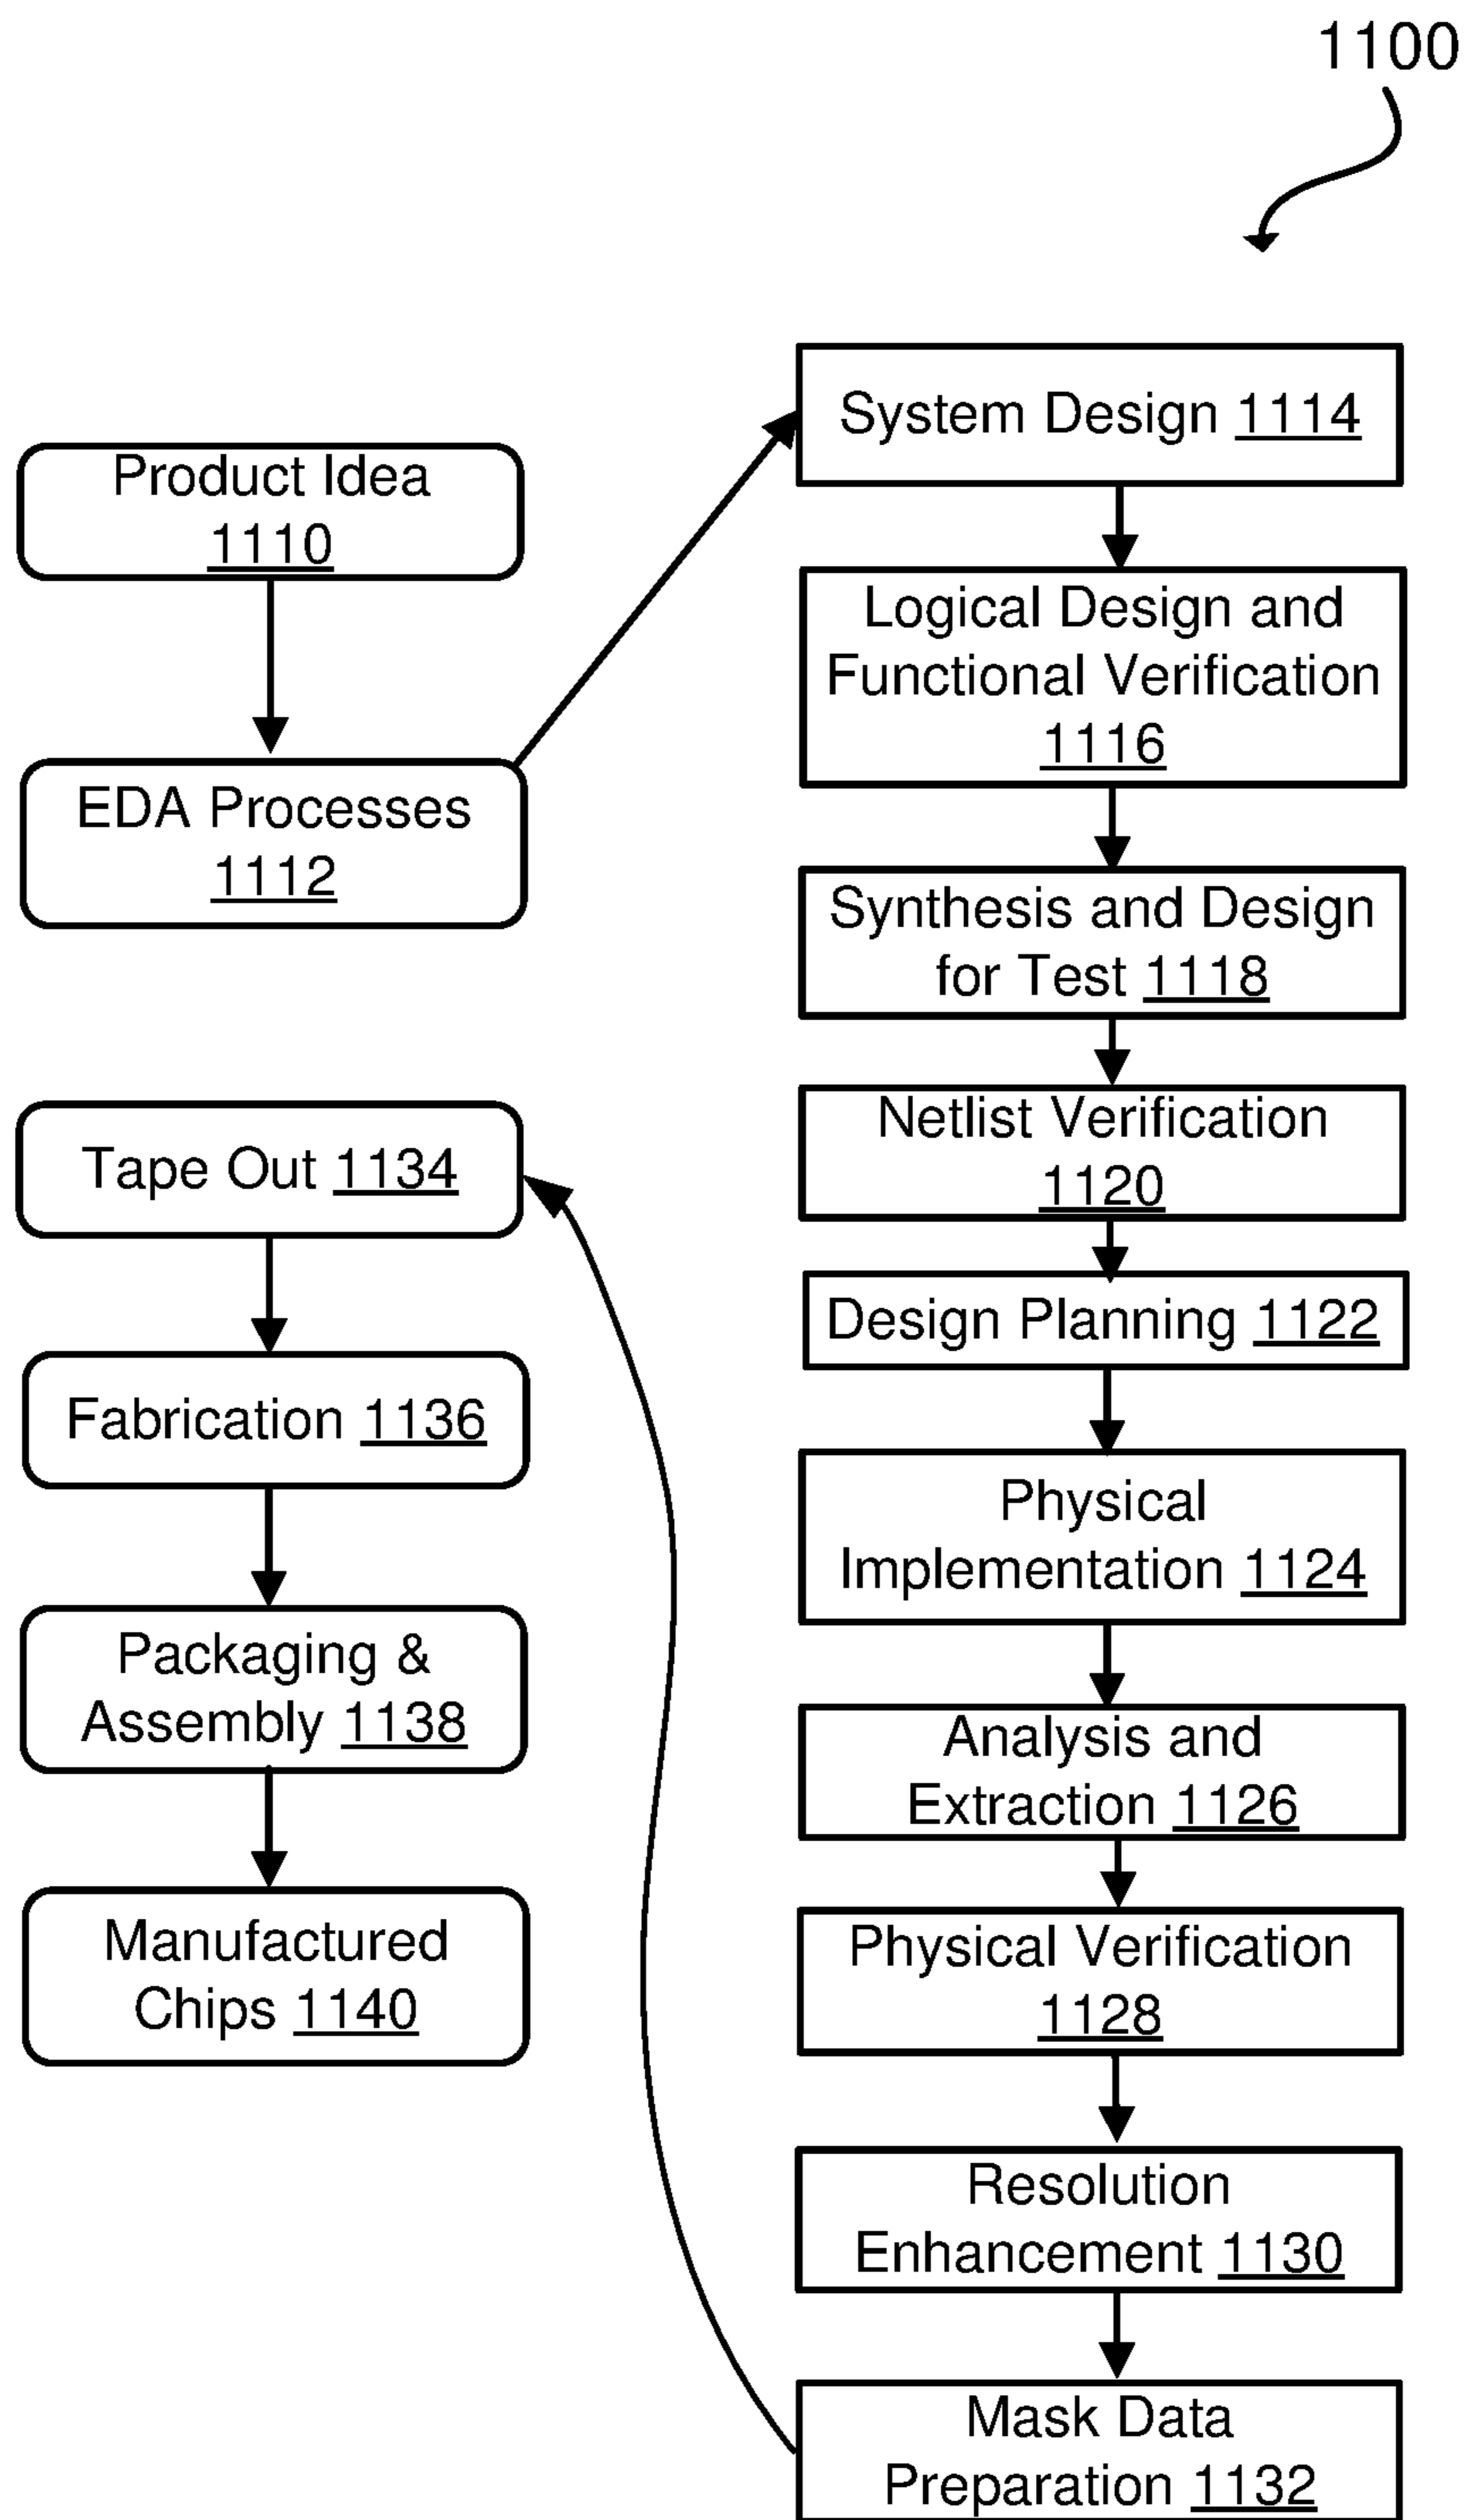 1100
Product Idea
1110
EDA Processes
1112
System Design 1114
Logical Design and
Functional Verification
1116
Synthesis and Design
for Test 1118
Netlist Verification
1120
Design Planning 1122
Physical
Implementation 1124
Analysis and
Extraction 1126
Physical Verification
1128
Resolution
Enhancement 1130
Mask Data
Preparation 1132
Tape Out 1134
Fabrication 1136
Packaging &
Assembly 1138
Manufactured
Chips 1140